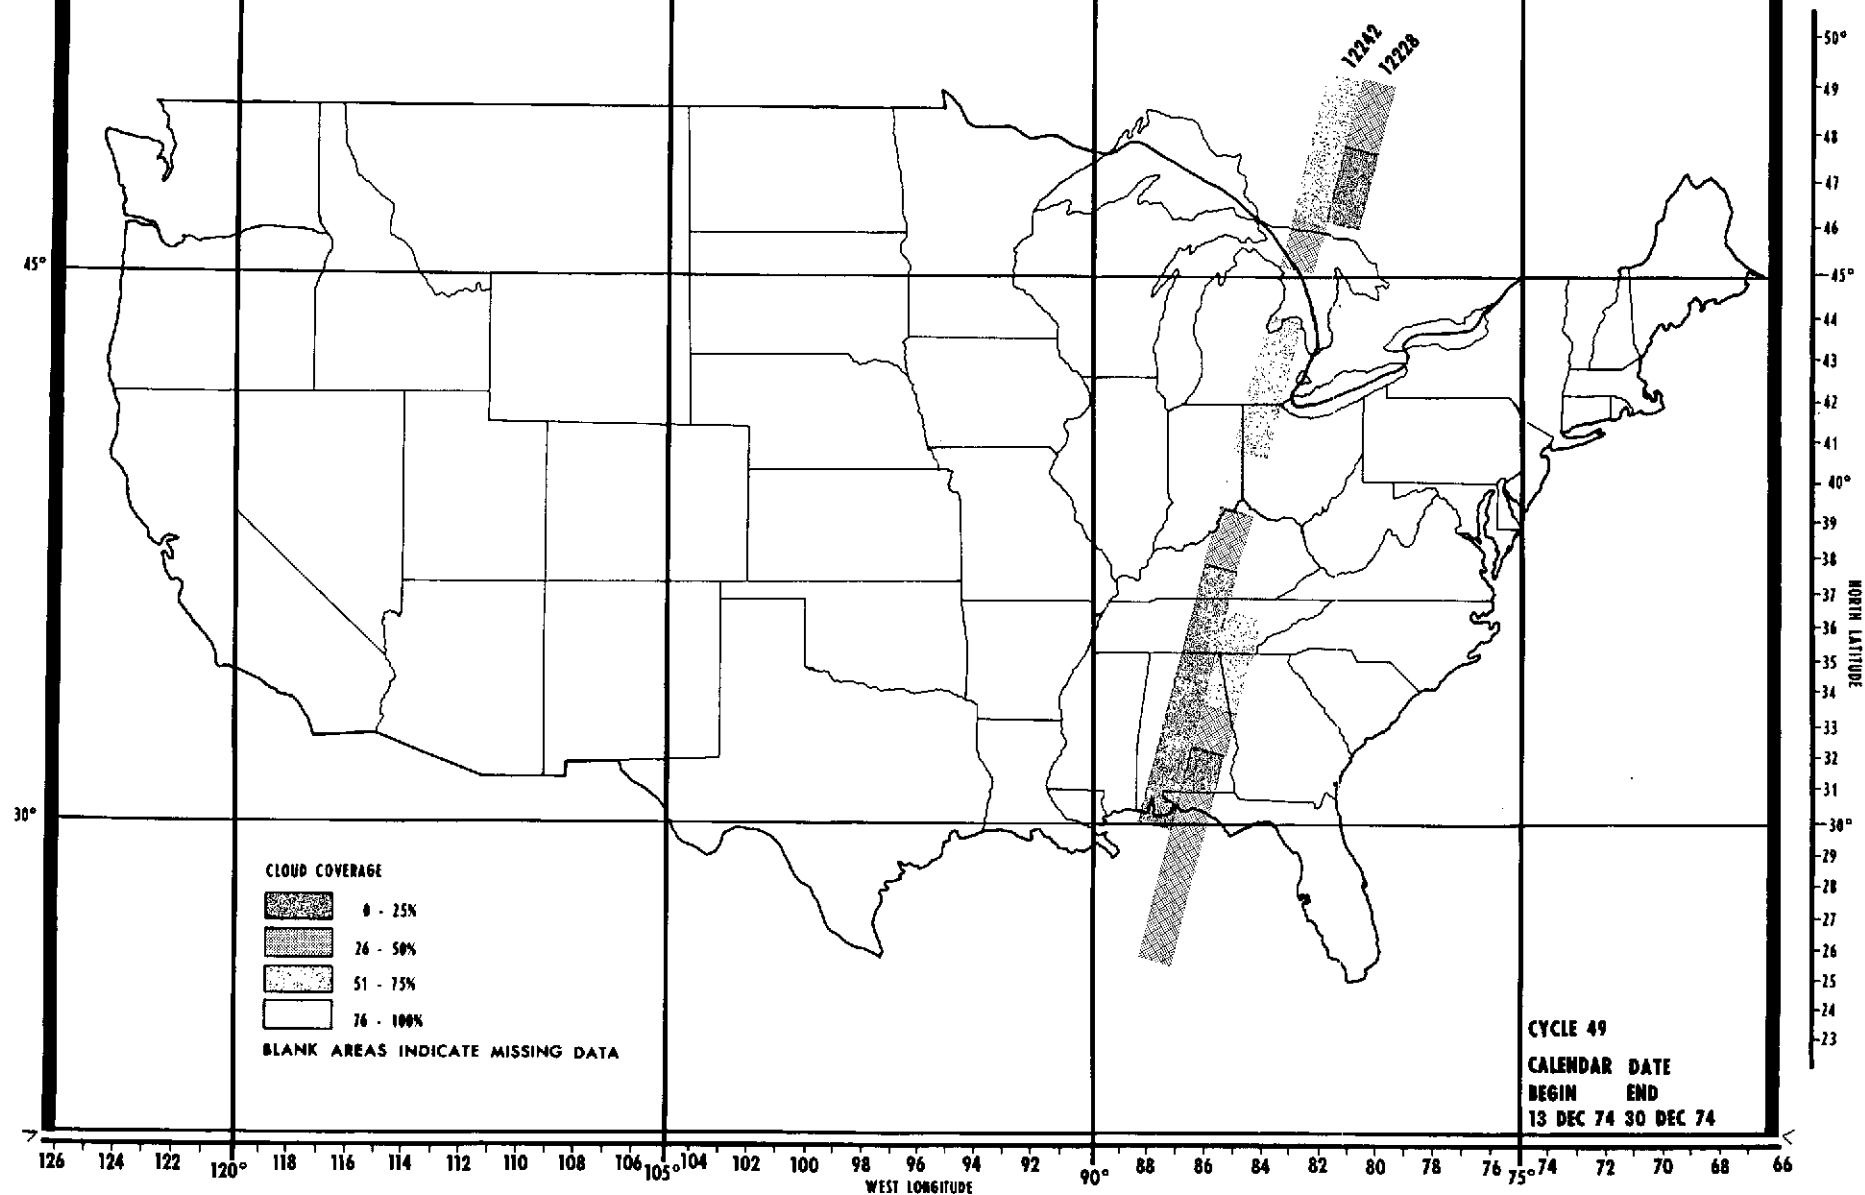 12242
12228
50°
49
48
47
46
45°
45°
44
43
42
41
40°
39
38
37
36
35
34
33
32
31
30°
30°
29
28
27
26
25
24
23
NORTH LATITUDE
CLOUD COVERAGE
0 - 25%
26 - 50%
51 - 75%
76 - 100%
BLANK AREAS INDICATE MISSING DATA
CYCLE 49
CALENDAR DATE
BEGIN END
13 DEC 74 30 DEC 74
126 124 122 120° 118 116 114 112 110 108 106 105° 104 102 100 98 96 94 92 90° 88 86 84 82 80 78 76 75° 74 72 70 68 66
WEST LONGITUDE